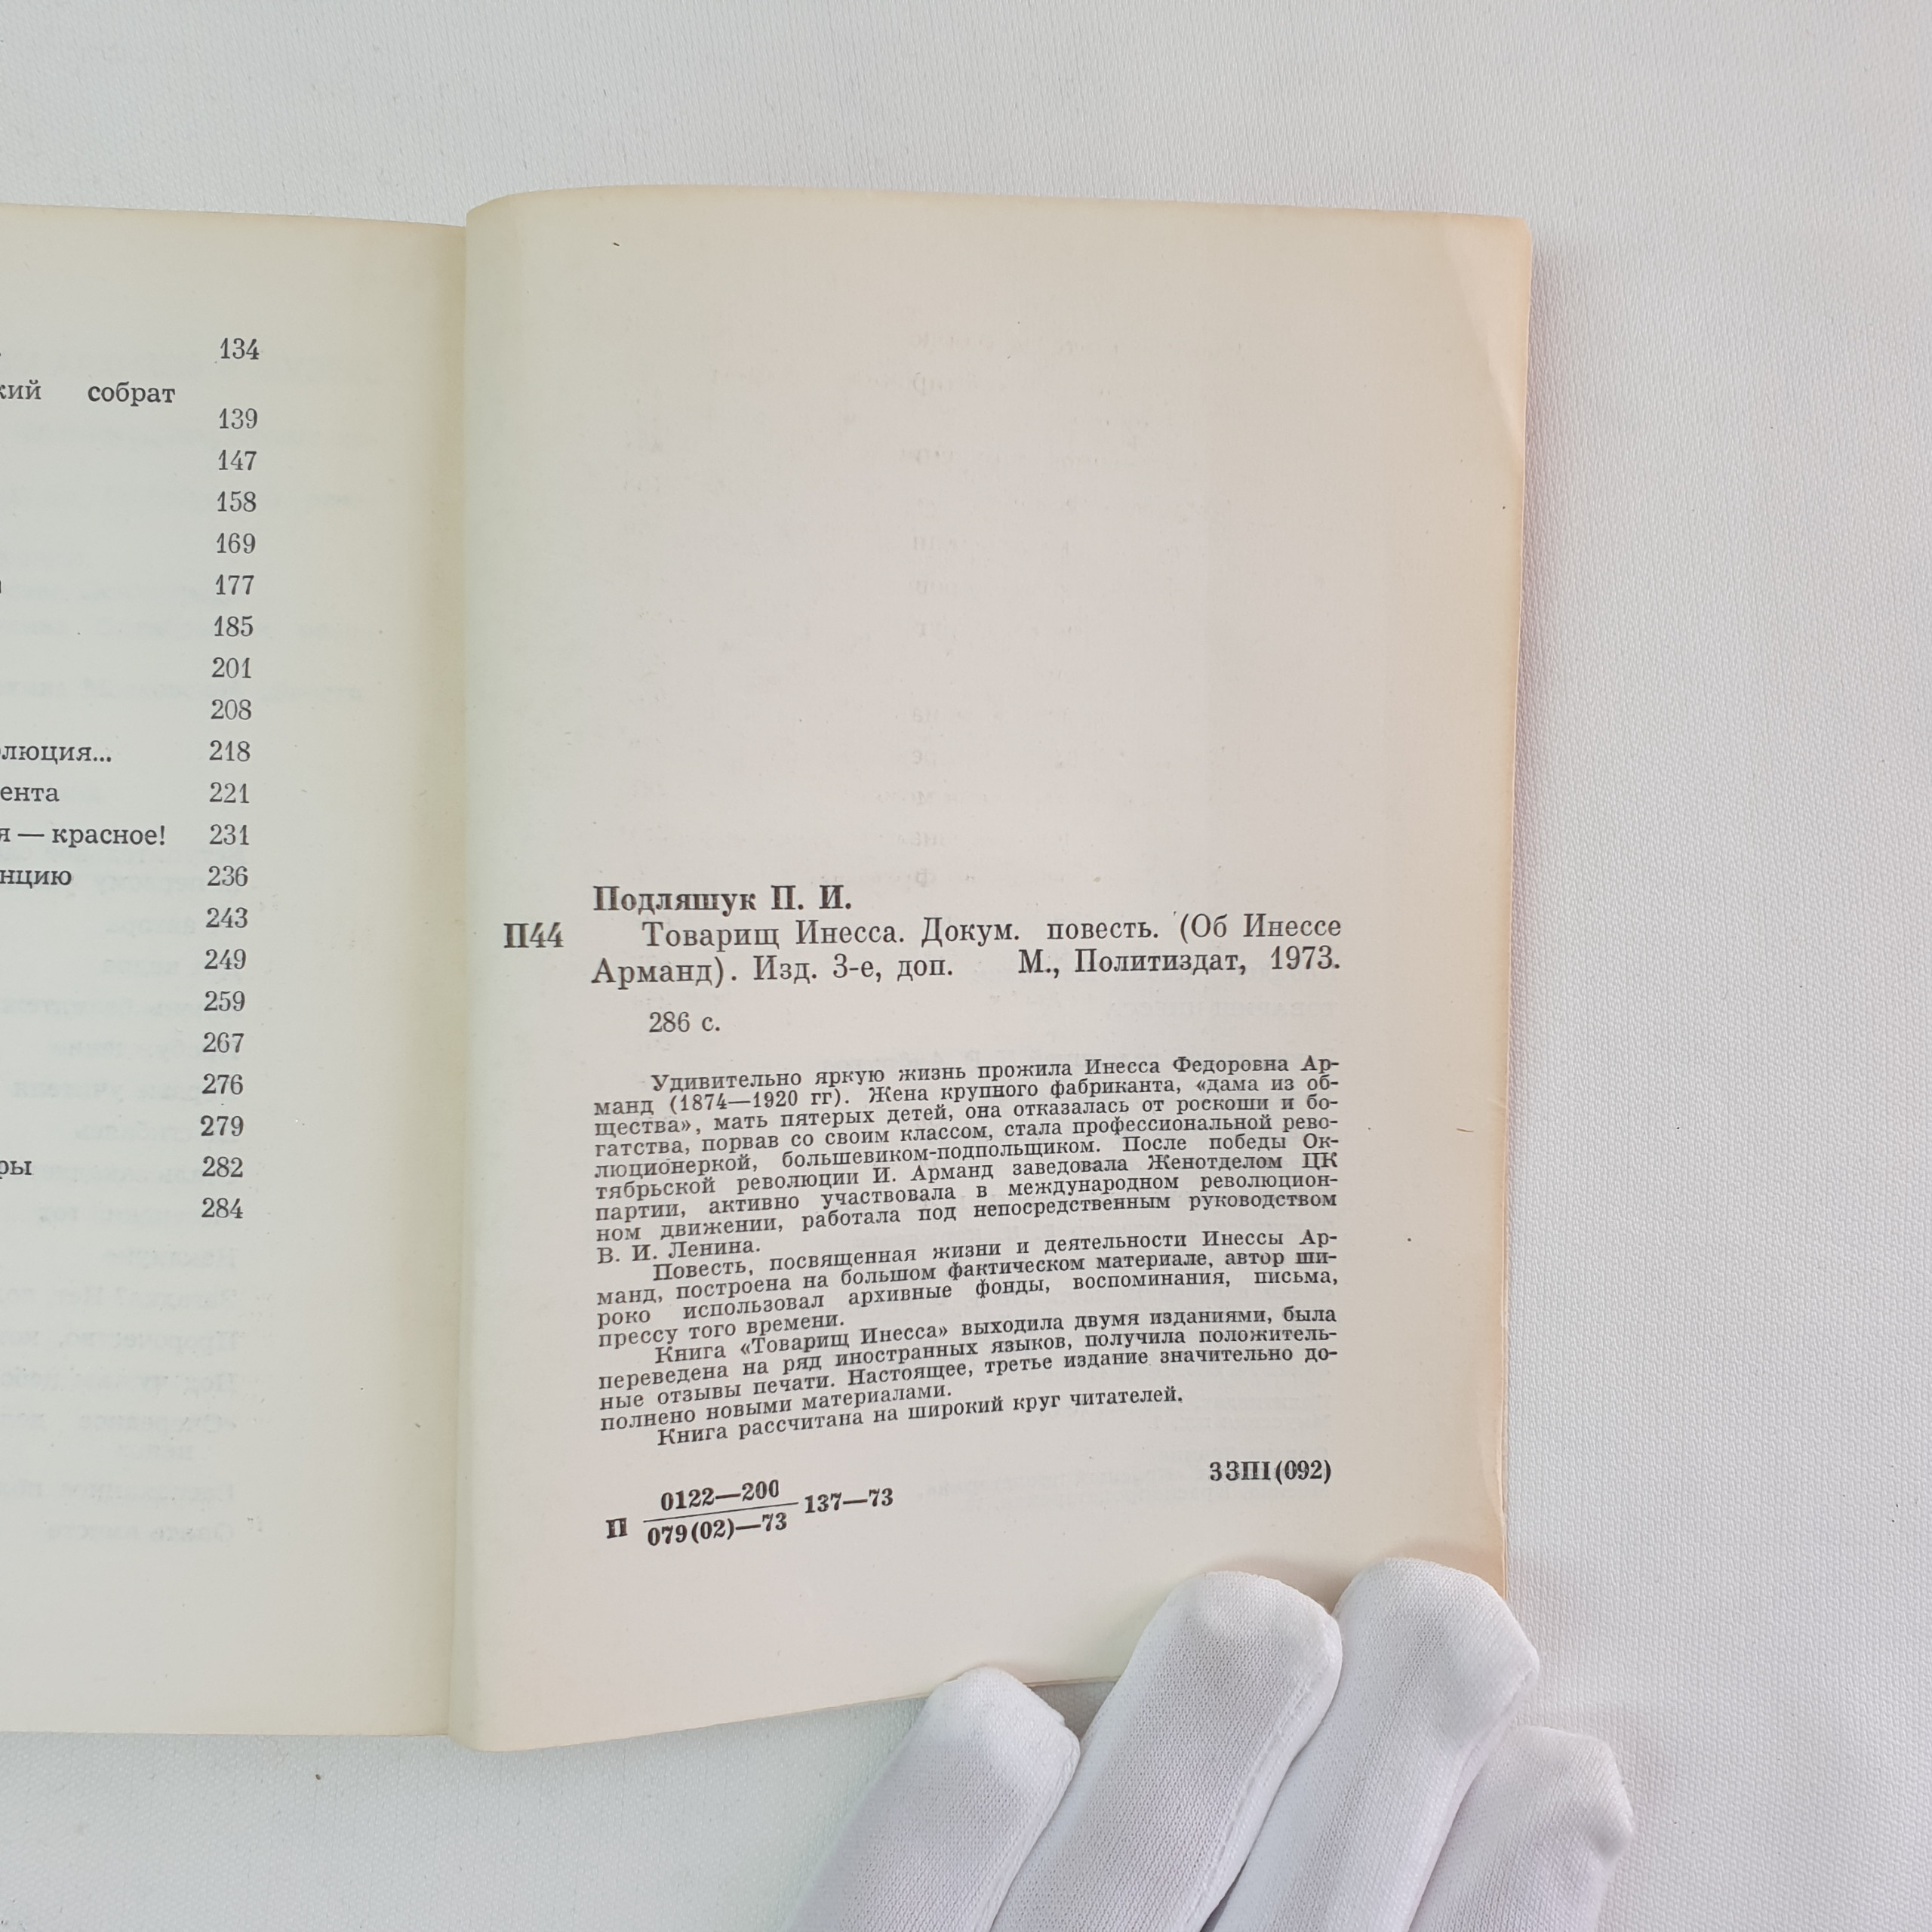 134
кий собрат
139
147
158
169
177
185
201
208
олюция... 218
ента 221
я — красное! 231
нцию 236
243
249
259
267
276
279
ры 282
284
Подляшук П. И.
П44 Товарищ Инесса. Докум. повесть. (Об Инессе
Арманд). Изд. 3-е, доп. М., Политиздат, 1973.
286 с.
Удивительно яркую жизнь прожила Инесса Федоровна Ар-
манд (1874—1920 гг). Жена крупного фабриканта, «дама из об-
щества», мать пятерых детей, она отказалась от роскоши и бо-
гатства, порвав со своим классом, стала профессиональной рево-
люционеркой, большевиком-подпольщиком. После победы Ок-
тябрьской революции И. Арманд заведовала Женотделом ЦК
партии, активно участвовала в международном революцион-
ном движении, работала под непосредственным руководством
В. И. Ленина.
Повесть, посвященная жизни и деятельности Инессы Ар-
манд, построена на большом фактическом материале, автор ши-
роко использовал архивные фонды, воспоминания, письма,
прессу того времени.
Книга «Товарищ Инесса» выходила двумя изданиями, была
переведена на ряд иностранных языков, получила положитель-
ные отзывы печати. Настоящее, третье издание значительно до-
полнено новыми материалами.
Книга рассчитана на широкий круг читателей.
33П1(092)
0122—200
П 137—73
079(02)—73